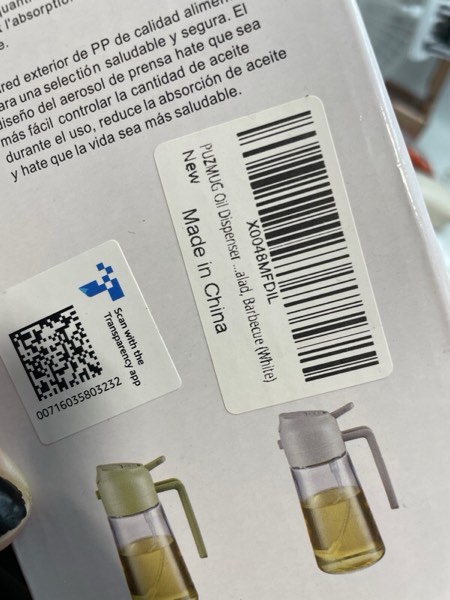 l'absorption
e.
red exterior de PP de calidad
ara una selección saludable y segura. El
diseño del aerosol de prensa hate que sea
más fácil controlar la cantidad de aceite
durante el uso, reduce la absorción de aceite
y hate que la vida sea más saludable.
X0048MFDIL
PUZMUG Oil Dispenser ...alad, Barbecue (White)
New Made in China
Scan with the
Transparency app
00716035803232